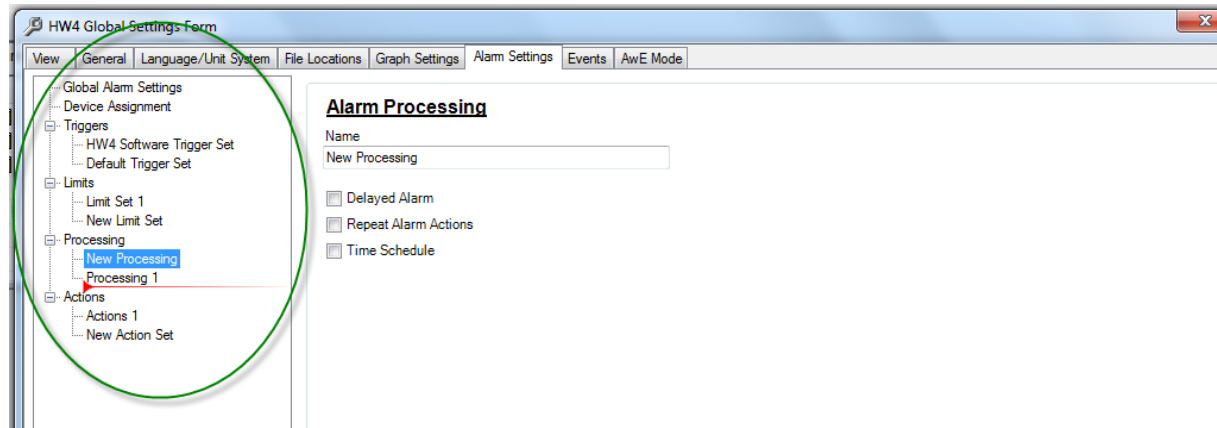 HW4 Global Settings Form
View General Language/Unit System File Locations Graph Settings Alarm Settings Events AwE Mode
Global Alarm Settings
Device Assignment
Triggers
HW4 Software Trigger Set
Default Trigger Set
Limits
Limit Set 1
New Limit Set
Processing
New Processing
Processing 1
Actions
Actions 1
New Action Set
Alarm Processing
Name
New Processing
Delayed Alarm
Repeat Alarm Actions
Time Schedule